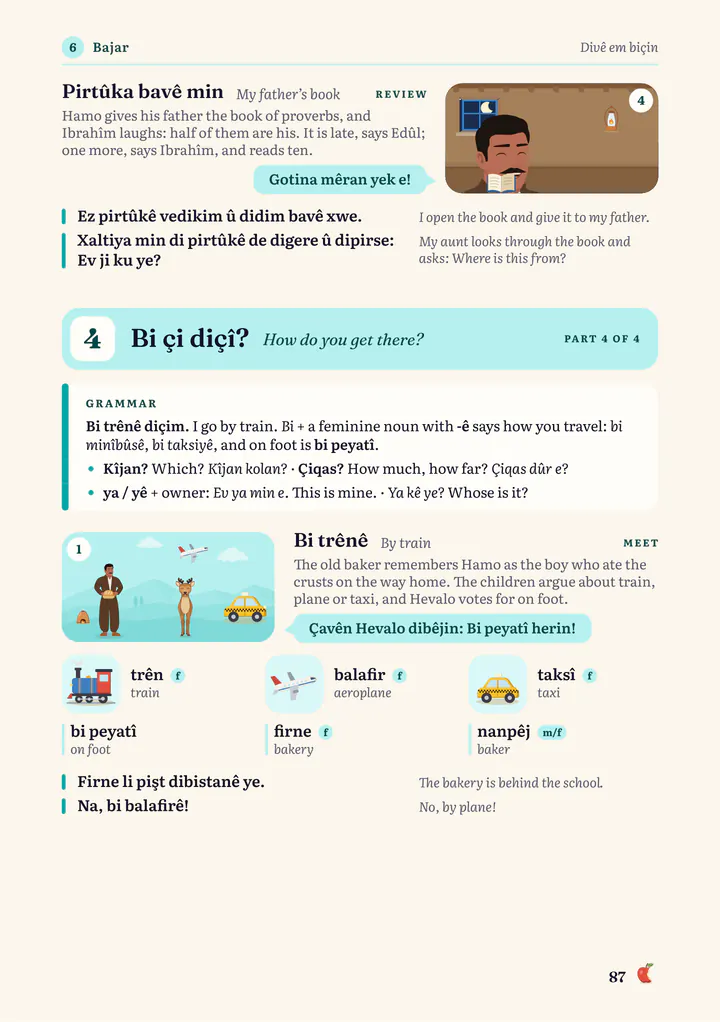 6 Bajar
Divê em biçin
Pirtûka bavê min My father's book REVIEW
Hamo gives his father the book of proverbs, and
Ibrahîm laughs: half of them are his. It is late, says Edûl;
one more, says Ibrahîm, and reads ten.
Gotina mêran yek e!
4
Ez pirtûkê vedikim û didim bavê xwe.
I open the book and give it to my father.
Xaltiya min di pirtûkê de digere û dipirse:
Ev ji ku ye?
My aunt looks through the book and
asks: Where is this from?
4 Bi çi diçî? How do you get there? PART 4 OF 4
GRAMMAR
Bi trênê diçim. I go by train. Bi + a feminine noun with -ê says how you travel: bi
minîbûsê, bi taksiyê, and on foot is bi peyatî.
• Kîjan? Which? Kîjan kolan? · Çiqas? How much, how far? Çiqas dûr e?
• ya / yê + owner: Ev ya min e. This is mine. · Ya kê ye? Whose is it?
1
Bi trênê By train MEET
The old baker remembers Hamo as the boy who ate the
crusts on the way home. The children argue about train,
plane or taxi, and Hevalo votes for on foot.
Çavên Hevalo dibêjin: Bi peyatî herin!
trên f
train
balafir f
aeroplane
taksî f
taxi
bi peyatî
on foot
firne f
bakery
nanpêj m/f
baker
Firne li pişt dibistanê ye.
The bakery is behind the school.
Na, bi balafirê!
No, by plane!
87